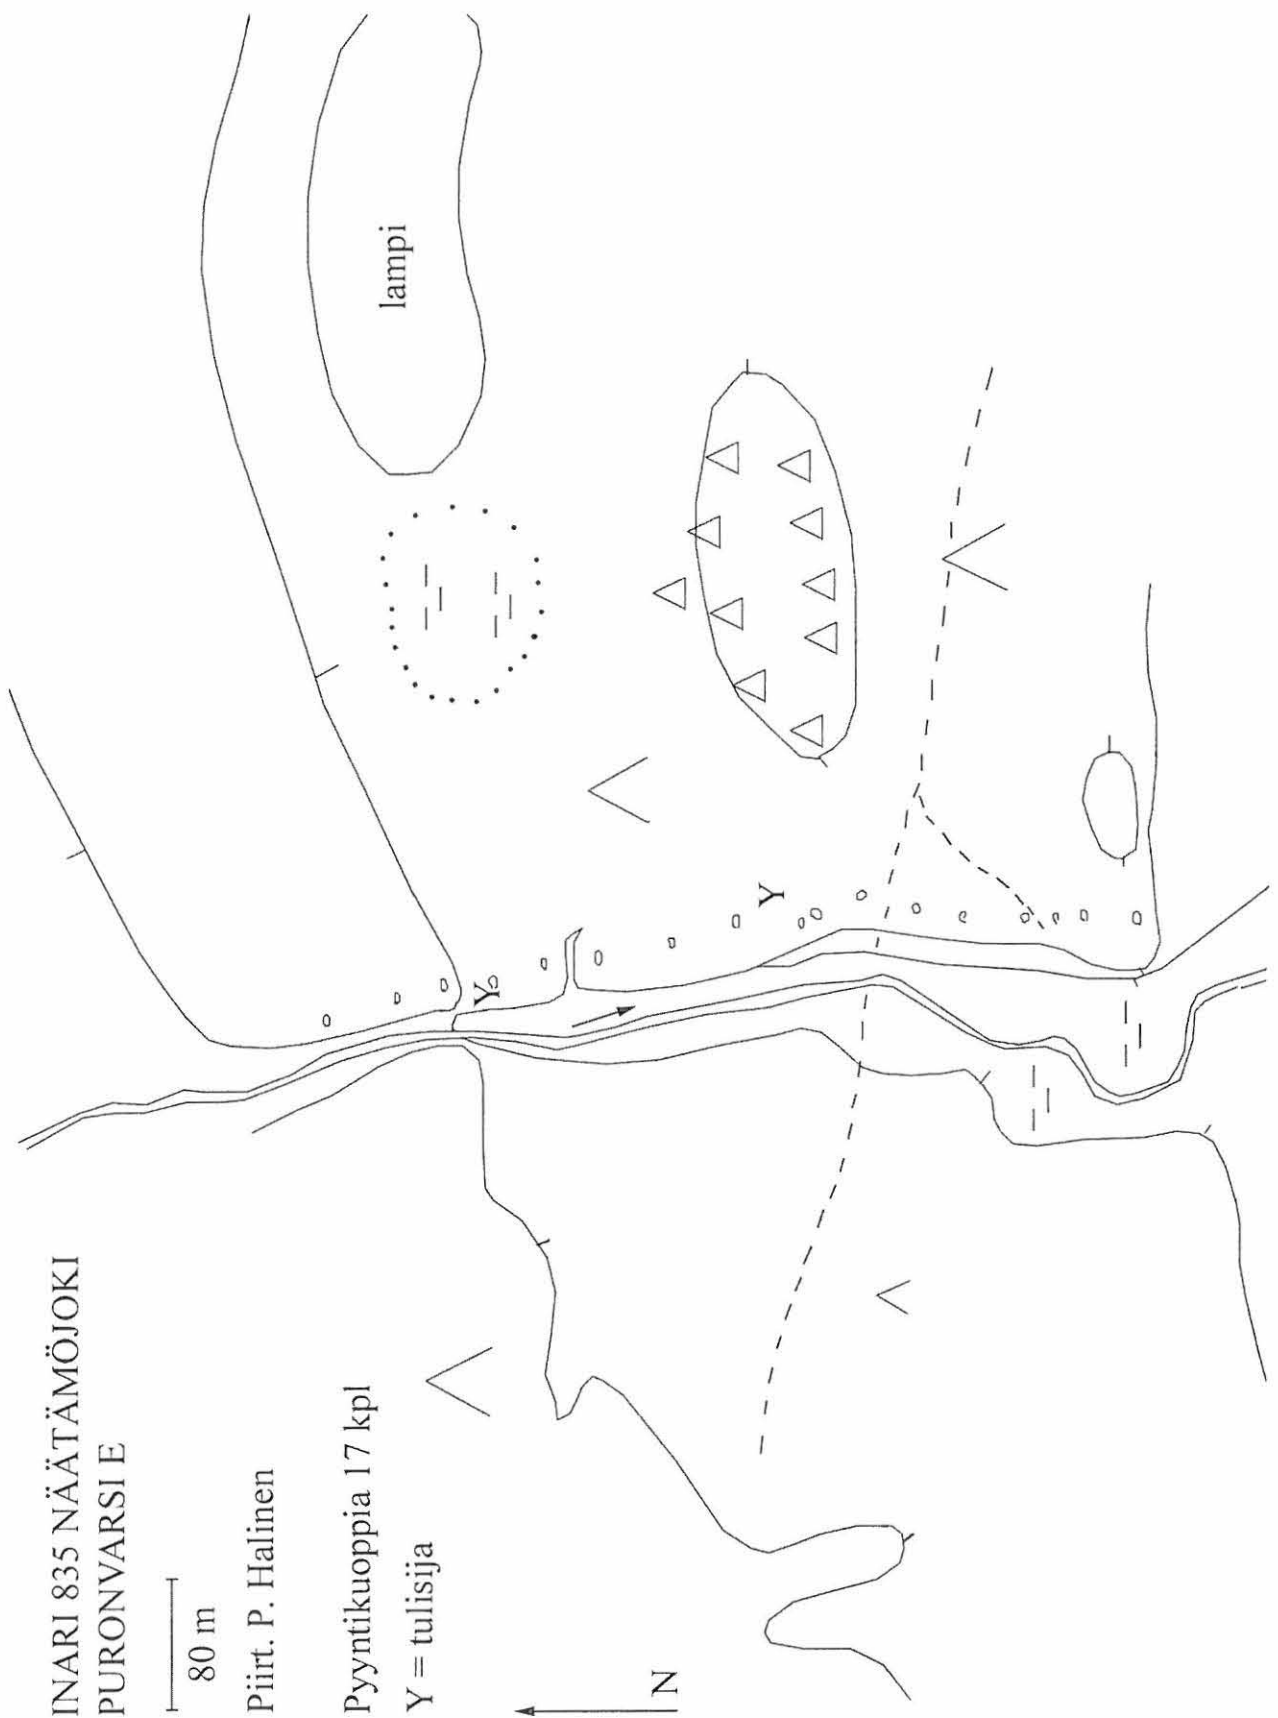 INARI 835 NÄÄTÄMÖJOKI
PURONVARSI E
80 m
Piirt. P. Halinen
Pyyntikuoppia 17 kpl
Y = tulisija
N
lampi
Y
Y